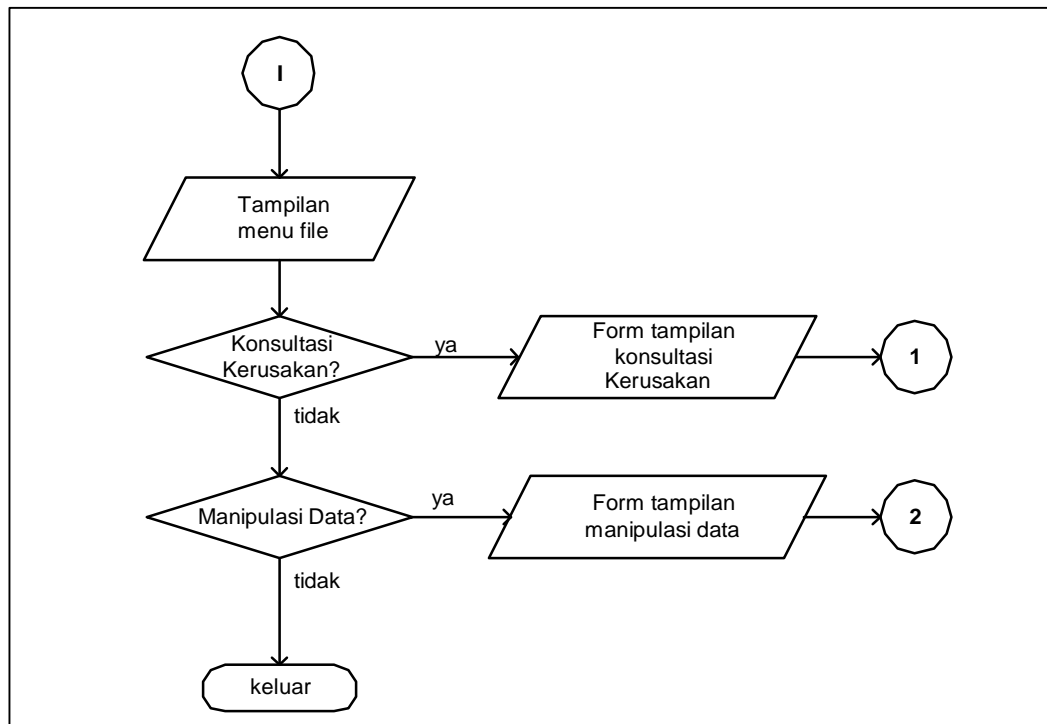 I
Tampilan
menu file
Konsultasi
Kerusakan?
ya
Form tampilan
konsultasi
Kerusakan
1
tidak
Manipulasi Data?
ya
Form tampilan
manipulasi data
2
tidak
keluar